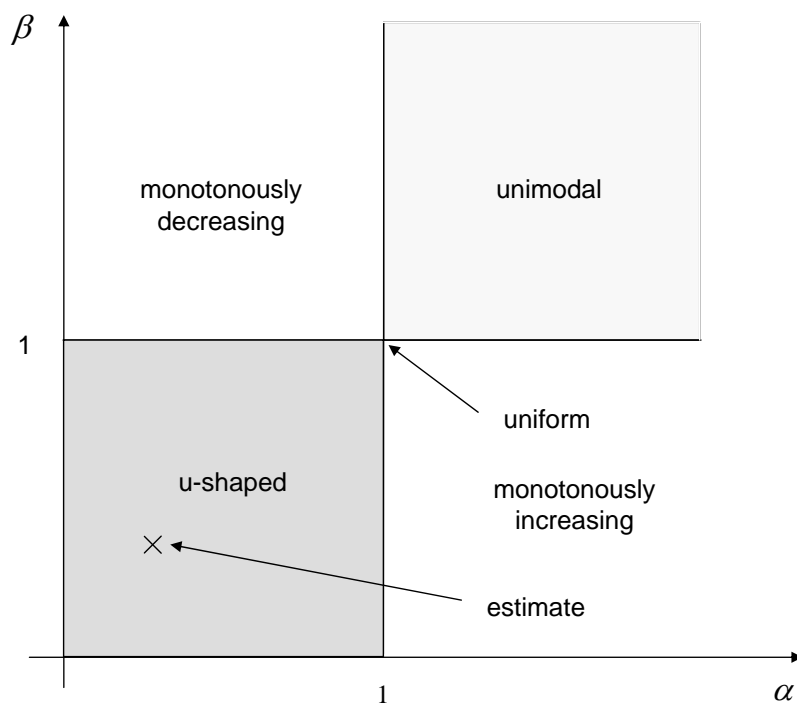 β
monotonously
decreasing
unimodal
1
uniform
u-shaped
monotonously
increasing
estimate
1
α